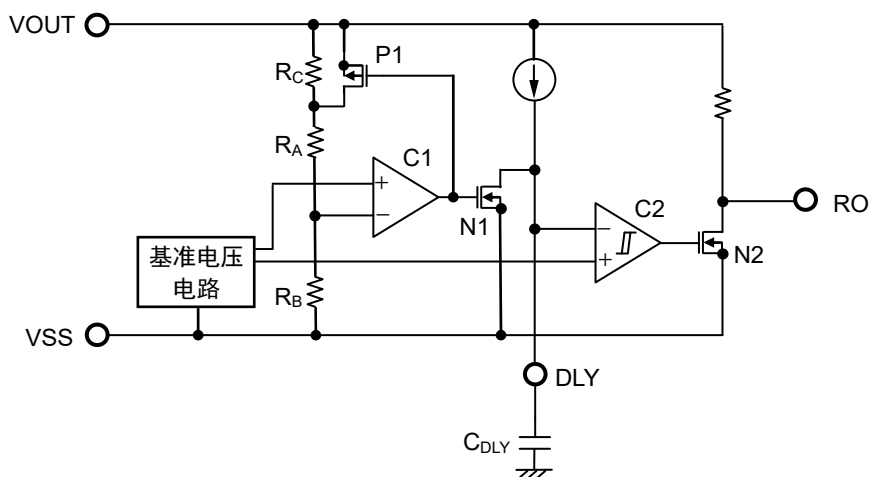 VOUT
P1
RC
RA
C1
+
−
N1
C2
−
+
RO
N2
基准电压
电路
RB
VSS
DLY
CDLY